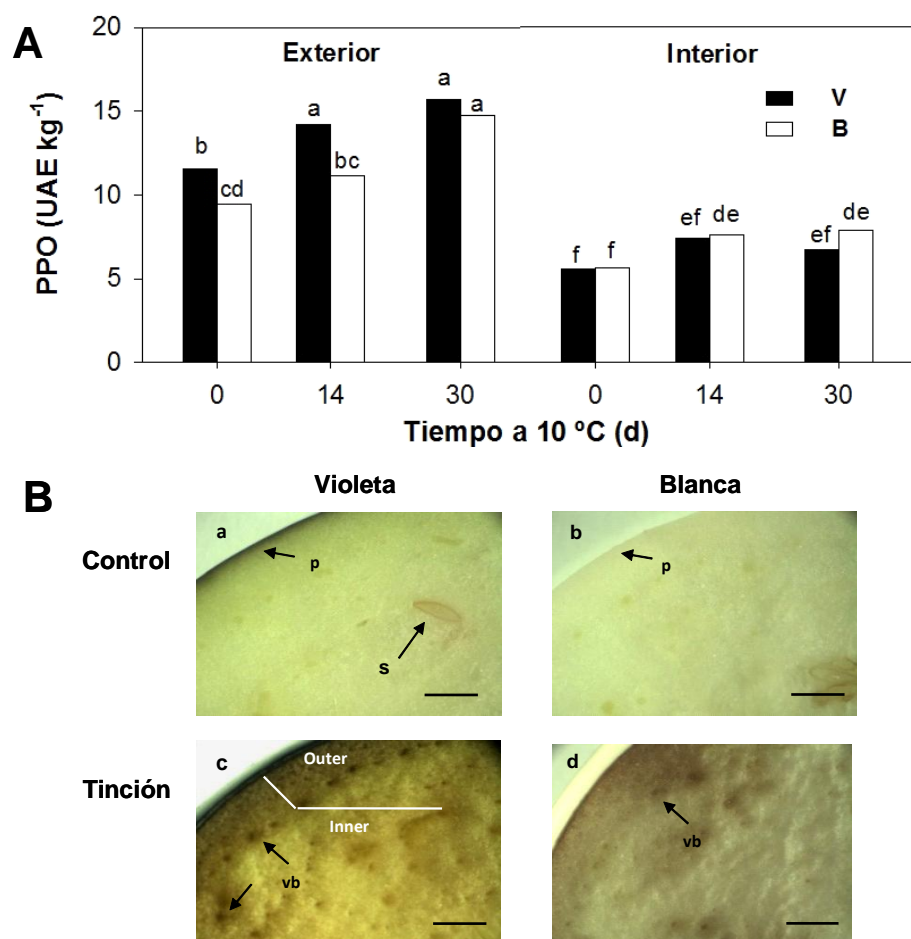 A
20
15
10
5
0
PPO (UAE kg-1)
Exterior
Interior
V
B
b
cd
a
bc
a
a
f
f
ef
de
ef
de
0 14 30 0 14 30
Tiempo a 10 ºC (d)
B
Violeta Blanca
Control
a
p
s
b
p
Tinción
c
Outer
Inner
vb
d
vb